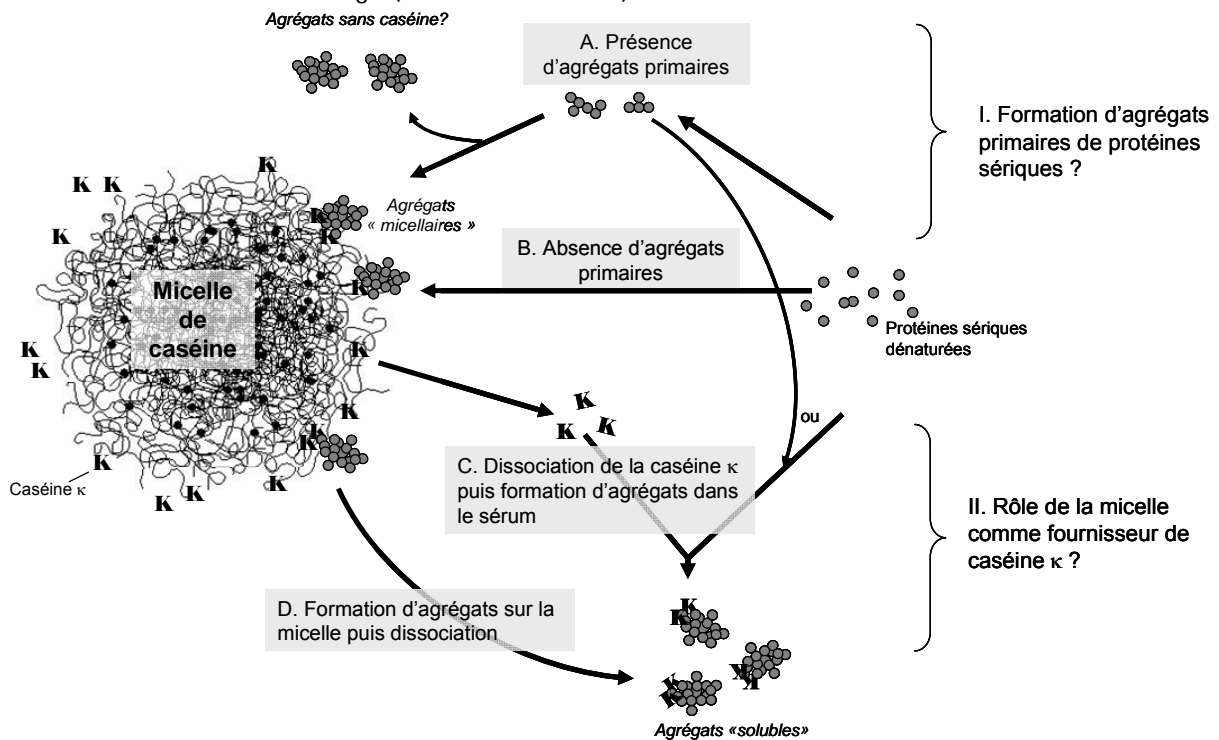 Agrégats sans caséine?
A. Présence
d'agrégats primaires
I. Formation d'agrégats
primaires de protéines
sériques ?
K
K K
K
Agrégats
« micellaires »
K
B. Absence d'agrégats
primaires
K
Micelle
de
caséine
Protéines sériques
dénaturées
K
K
K
K
K
K K
K
ou
K
K
K
Caséine κ
K
K
K
K
C. Dissociation de la caséine κ
puis formation d'agrégats dans
le sérum
II. Rôle de la micelle
comme fournisseur de
caséine κ ?
D. Formation d'agrégats sur la
micelle puis dissociation
K
K
K
K
K
K
Agrégats «solubles»